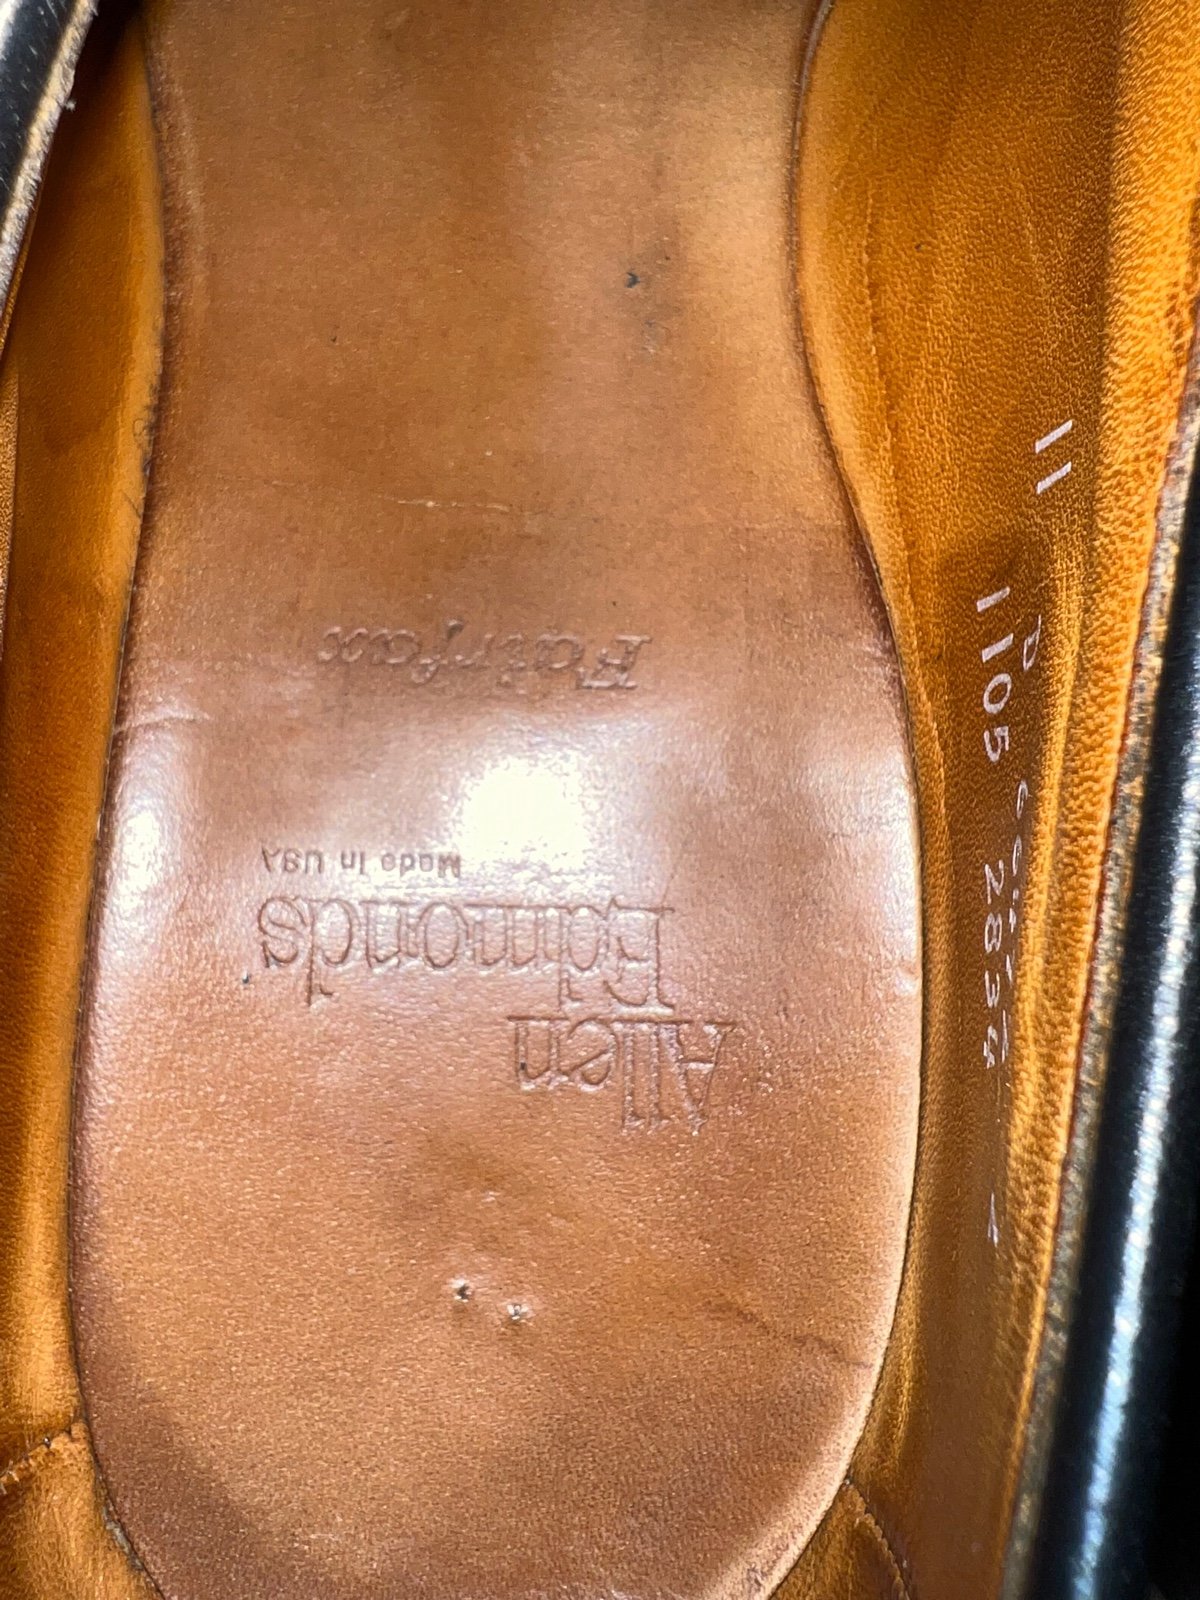 Allen
Edmonds
Made in USA
Fairfax
11 D
1105 2834